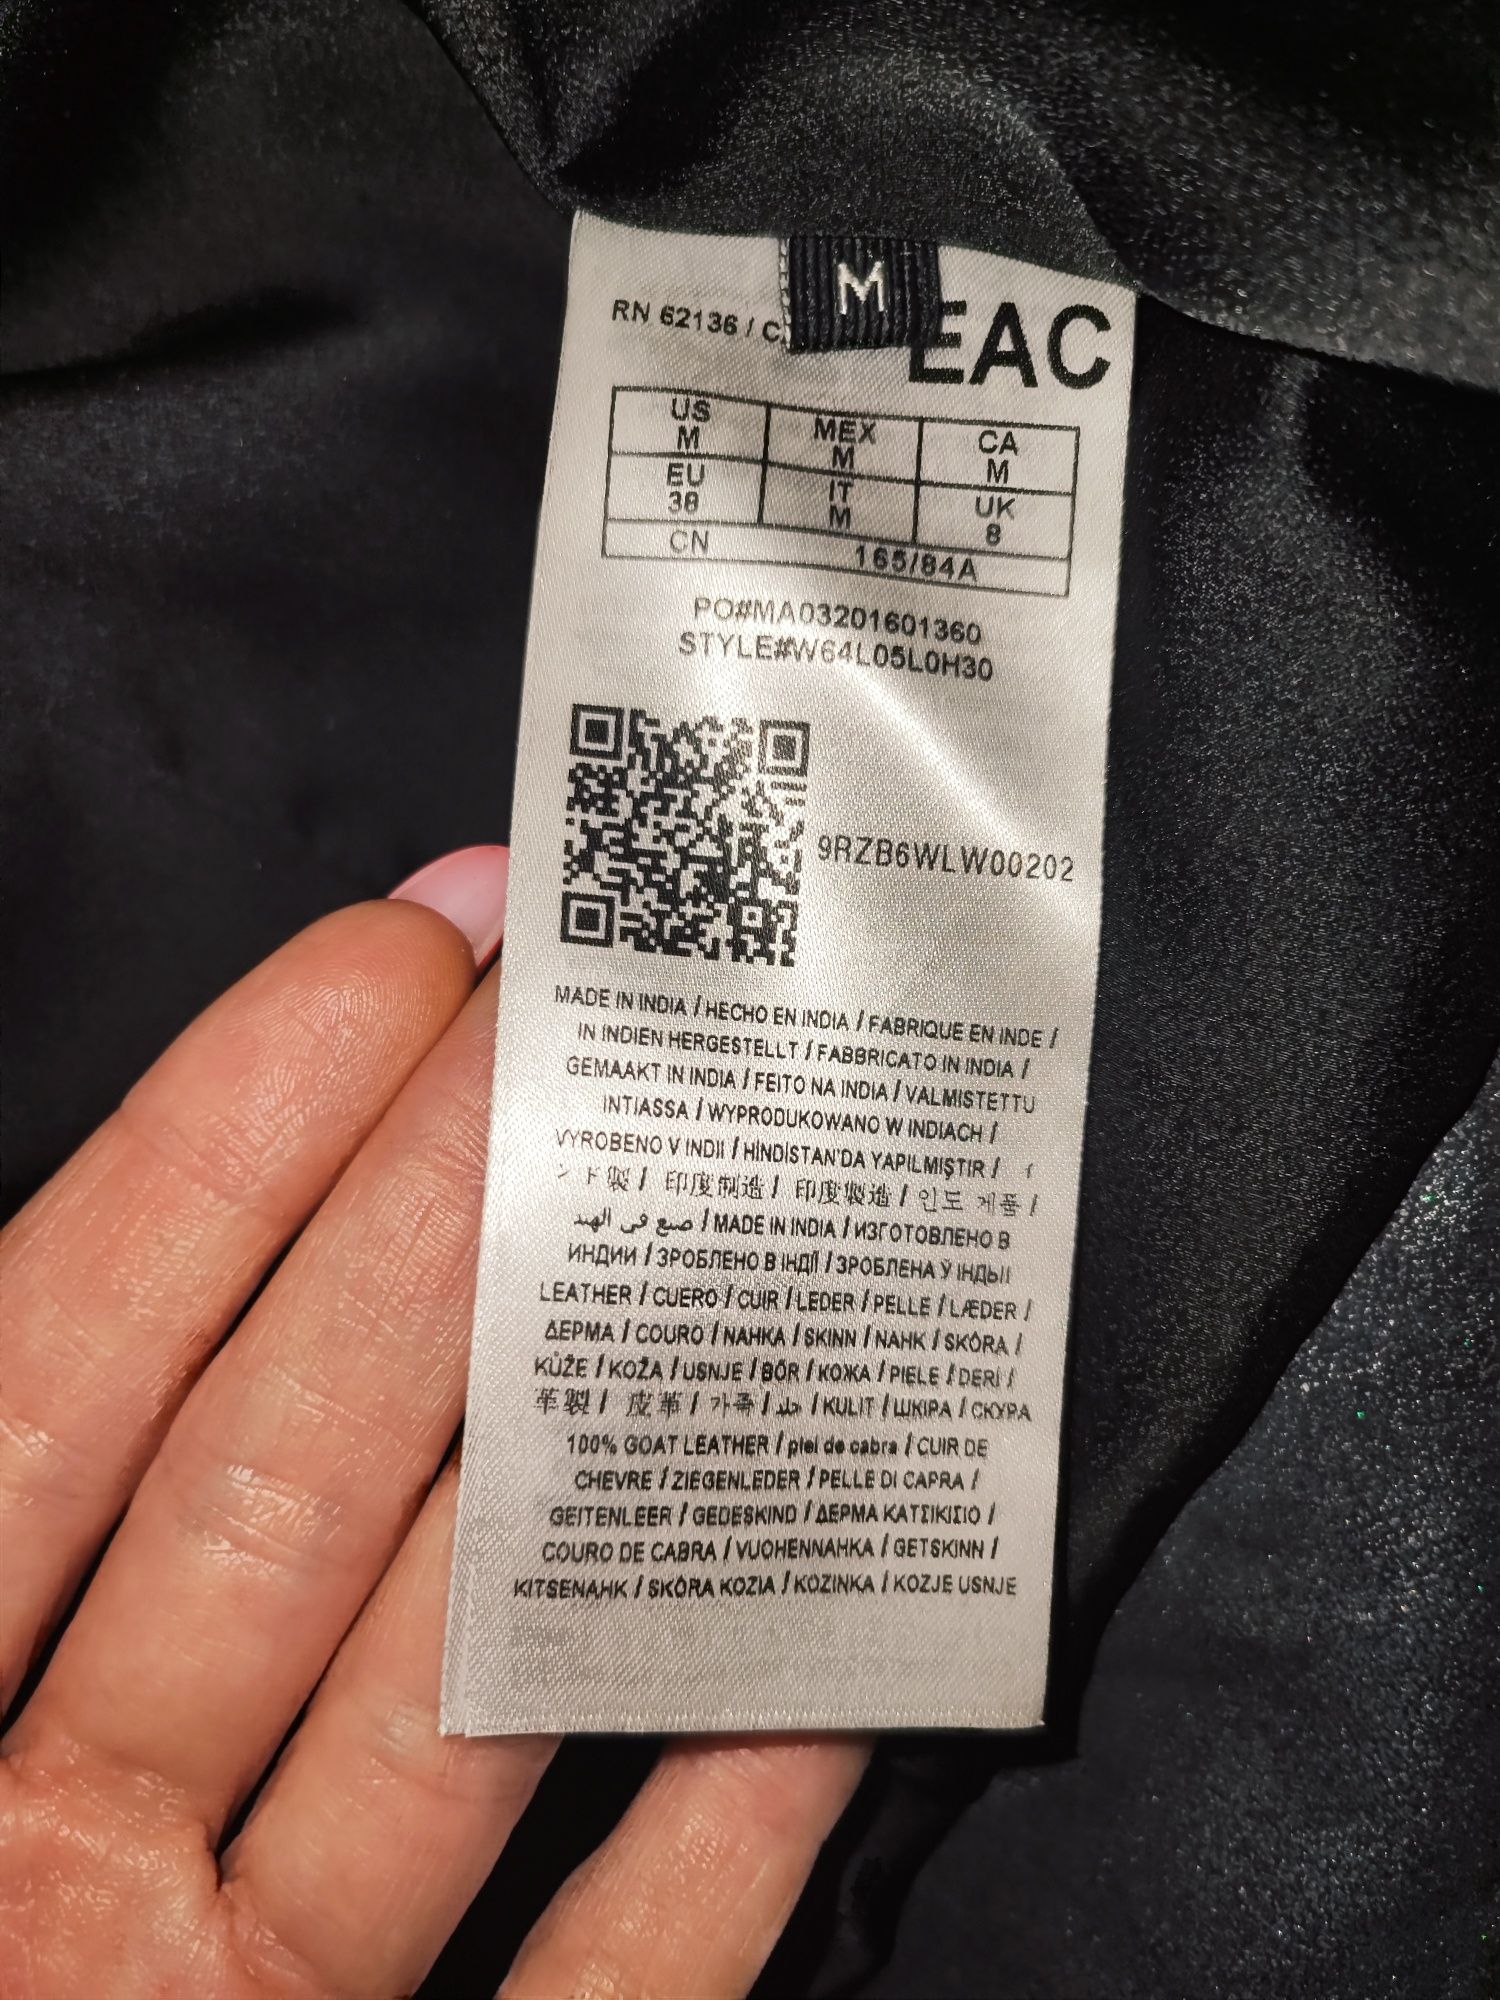 M
RN 62136 / C
EAC
US MEX CA
M M M
EU IT UK
38 M 8
CN 165/84A
PO#MA03201601360
STYLE#W64L05L0H30
9RZB6WLW00202
MADE IN INDIA / HECHO EN INDIA / FABRIQUE EN INDE /
IN INDIEN HERGESTELLT / FABBRICATO IN INDIA /
GEMAAKT IN INDIA / FEITO NA INDIA / VALMISTETTU
INTIASSA / WYPRODUKOWANO W INDIACH /
VYROBENO V INDII / HİNDİSTAN'DA YAPILMIŞTIR / イ
ンド製 / 印度制造 / 印度製造 / 인도 제품 /
صنع في الهند / MADE IN INDIA / ИЗГОТОВЛЕНО В
ИНДИИ / ЗРОБЛЕНО В ІНДІЇ / ЗРОБЛЕНА Ў ІНДЫІ
LEATHER / CUERO / CUIR / LEDER / PELLE / LÆDER /
ΔΕΡΜΑ / COURO / NAHKA / SKINN / NAHK / SKÓRA /
KŮŽE / KOŽA / USNJE / BŐR / КОЖА / PIELE / DERİ /
革製 / 皮革 / 가죽 / جلد / KULIT / ШКІРА / СКУРА
100% GOAT LEATHER / piel de cabra / CUIR DE
CHEVRE / ZIEGENLEDER / PELLE DI CAPRA /
GEITENLEER / GEDESKIND / ΔΕΡΜΑ ΚΑΤΣΙΚΙΣΙΟ /
COURO DE CABRA / VUOHENNAHKA / GETSKINN /
KITSENAHK / SKÓRA KOZIA / KOZINKA / KOZJE USNJE